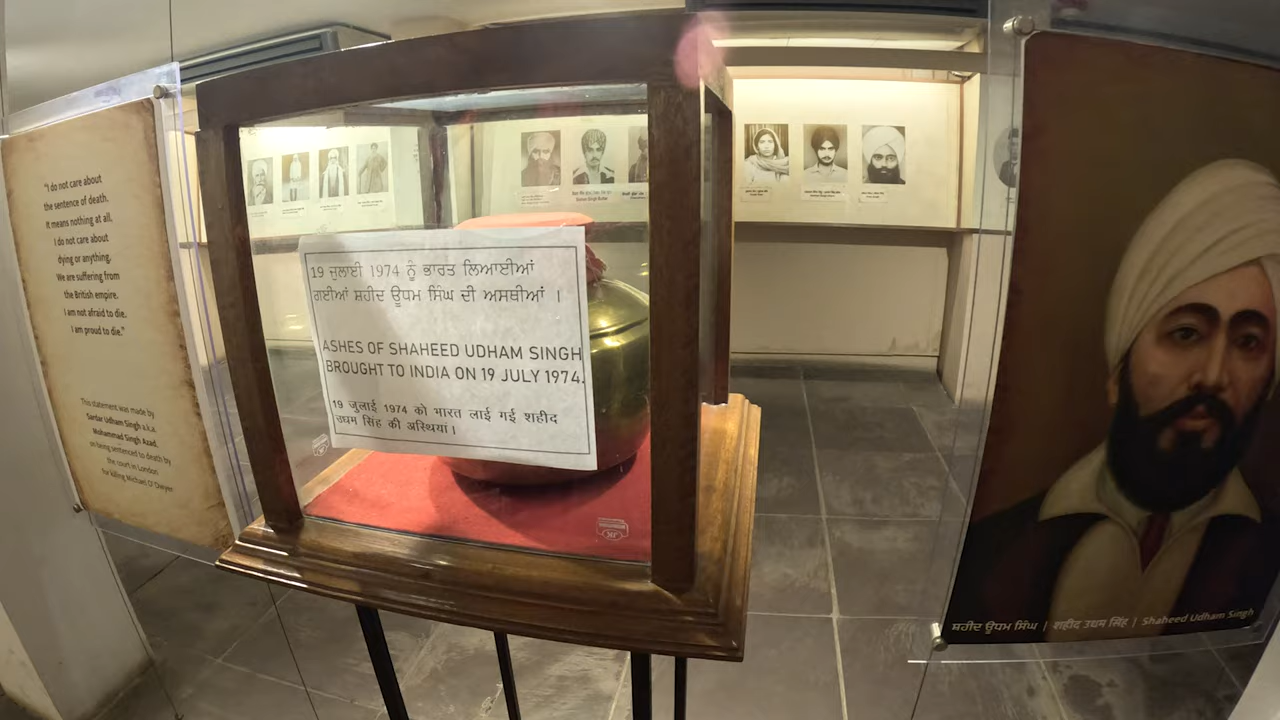 "I do not care about
the sentence of death.
It means nothing at all,
I do not care about
dying or anything.
We are suffering from
the British empire.
I am not afraid to die.
I am proud to die."
This statement was made by
Sardar Udham Singh a.k.a.
Mohammad Singh Azad,
on being sentenced to death by
the court in London
for killing Michael O' Dwyer
19 ਜੁਲਾਈ 1974 ਨੂੰ ਭਾਰਤ ਲਿਆਈਆਂ
ਗਈਆਂ ਸ਼ਹੀਦ ਊਧਮ ਸਿੰਘ ਦੀ ਅਸਥੀਆਂ ।
ASHES OF SHAHEED UDHAM SINGH
BROUGHT TO INDIA ON 19 JULY 1974.
19 जुलाई 1974 को भारत लाई गई शहीद
उधम सिंह की अस्थियां ।
ਸ਼ਹੀਦ ਊਧਮ ਸਿੰਘ | शहीद उधम सिंह | Shaheed Udham Singh